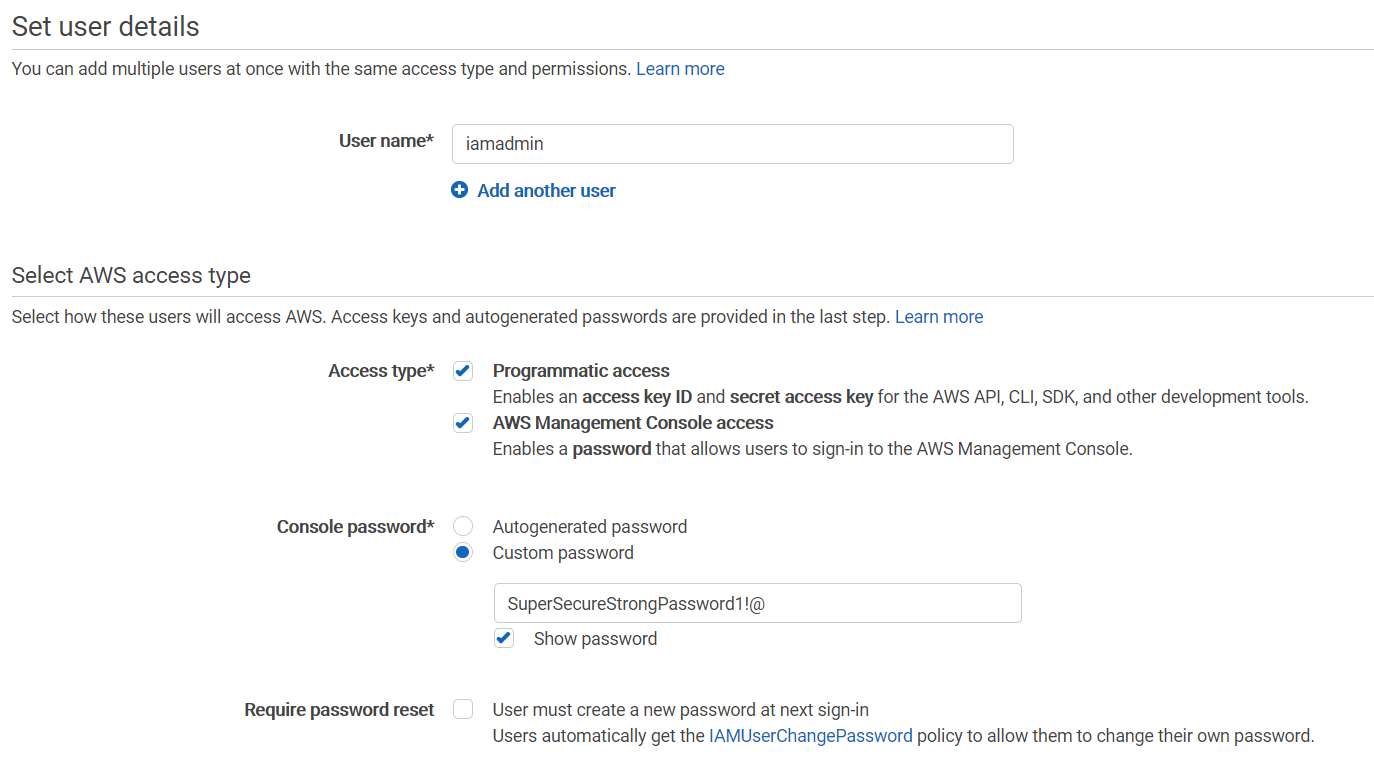 Set user details
You can add multiple users at once with the same access type and permissions. Learn more
User name* iamadmin
Add another user
Select AWS access type
Select how these users will access AWS. Access keys and autogenerated passwords are provided in the last step. Learn more
Access type* Programmatic access
Enables an access key ID and secret access key for the AWS API, CLI, SDK, and other development tools.
AWS Management Console access
Enables a password that allows users to sign-in to the AWS Management Console.
Console password* Autogenerated password
Custom password
SuperSecureStrongPassword1!@
Show password
Require password reset User must create a new password at next sign-in
Users automatically get the IAMUserChangePassword policy to allow them to change their own password.